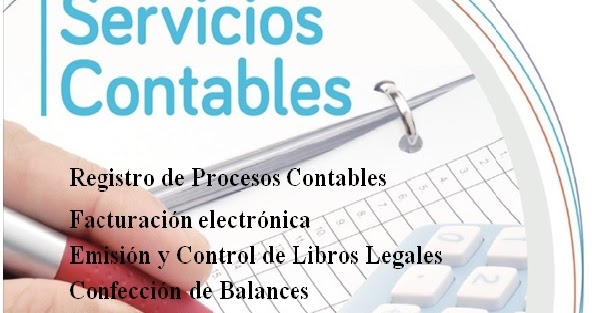 Servicios
Contables
Registro de Procesos Contables
Facturación electrónica
Emisión y Control de Libros Legales
Confección de Balances